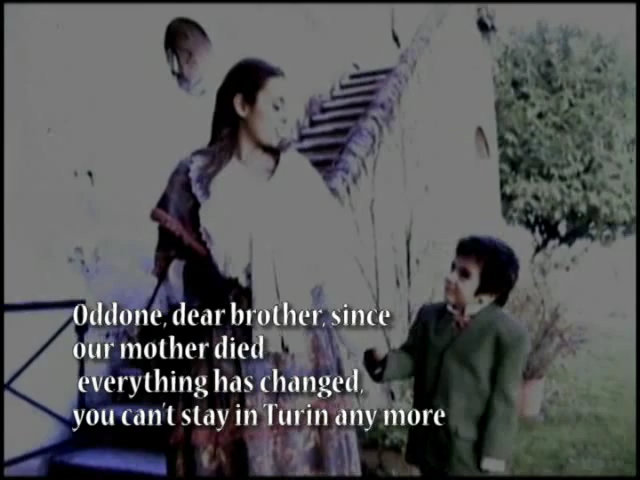 Oddone, dear brother, since
our mother died
everything has changed,
you can't stay in Turin any more